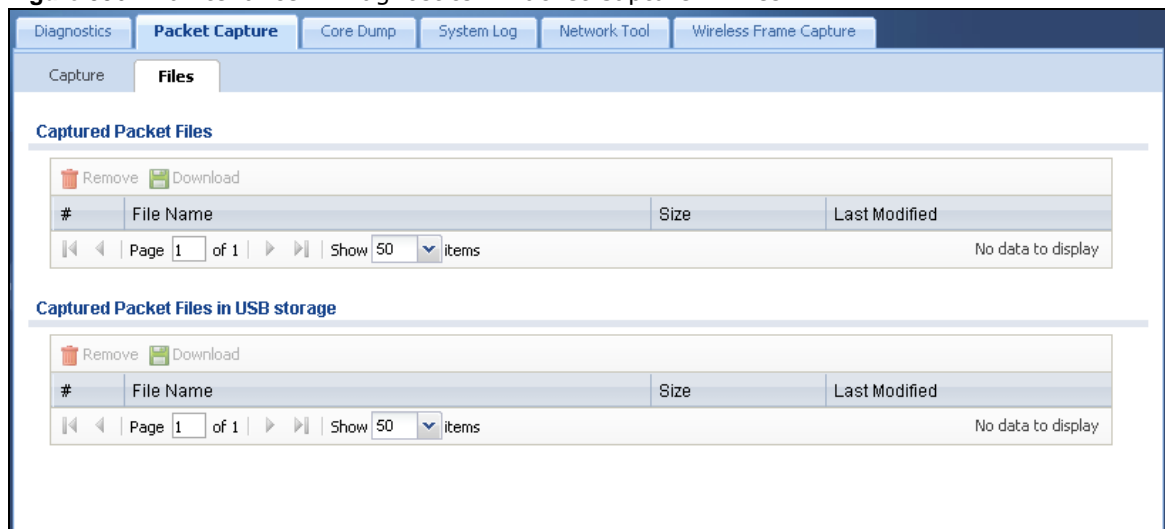 Diagnostics Packet Capture Core Dump System Log Network Tool Wireless Frame Capture
Capture Files
Captured Packet Files
Remove Download
# File Name Size Last Modified
Page 1 of 1 Show 50 items No data to display
Captured Packet Files in USB storage
Remove Download
# File Name Size Last Modified
Page 1 of 1 Show 50 items No data to display